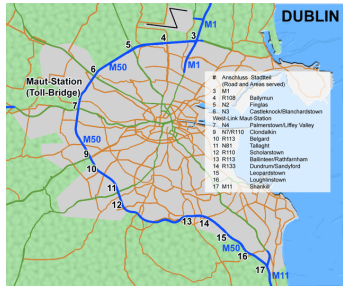 DUBLIN
M1
3
4
5
M50
M1
6
Maut-Station
(Toll-Bridge)
7
M50
9
10
11
12
13
14
15
M50
16
17
M11
# Anschluss Stadtteil
(Road and Areas served)
3 M1
4 R108 Ballymun
5 N2 Finglas
6 N3 Castleknock/Blanchardstown
West-Link Maut-Station
7 N4 Palmerstown/Liffey Valley
9 N7/R110 Clondalkin
10 R113 Belgard
11 N81 Tallaght
12 R110 Scholarstown
13 R113 Ballinteer/Rathfarnham
14 R133 Dundrum/Sandyford
15 Leopardstown
16 Loughlinstown
17 M11 Shankill